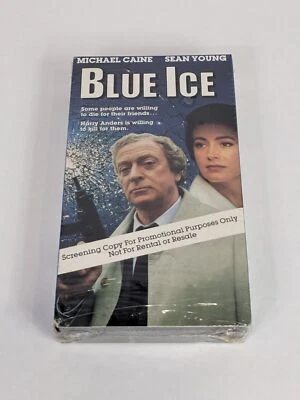 MICHAEL CAINE SEAN YOUNG
BLUE ICE
Some people are willing
to die for their friends...
Harry Anders is willing
to kill for them.
Screening Copy For Promotional Purposes Only
Not For Rental or Resale